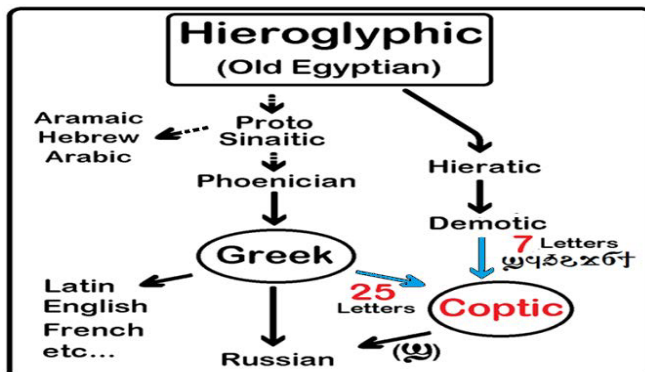 Hieroglyphic
(Old Egyptian)
Aramaic
Hebrew
Arabic
Proto
Sinaitic
Phoenician
Hieratic
Demotic
7 Letters
ϣϥϩϧϫϭϯ
Greek
25
Letters
Coptic
Latin
English
French
etc...
Russian
(ϣ)